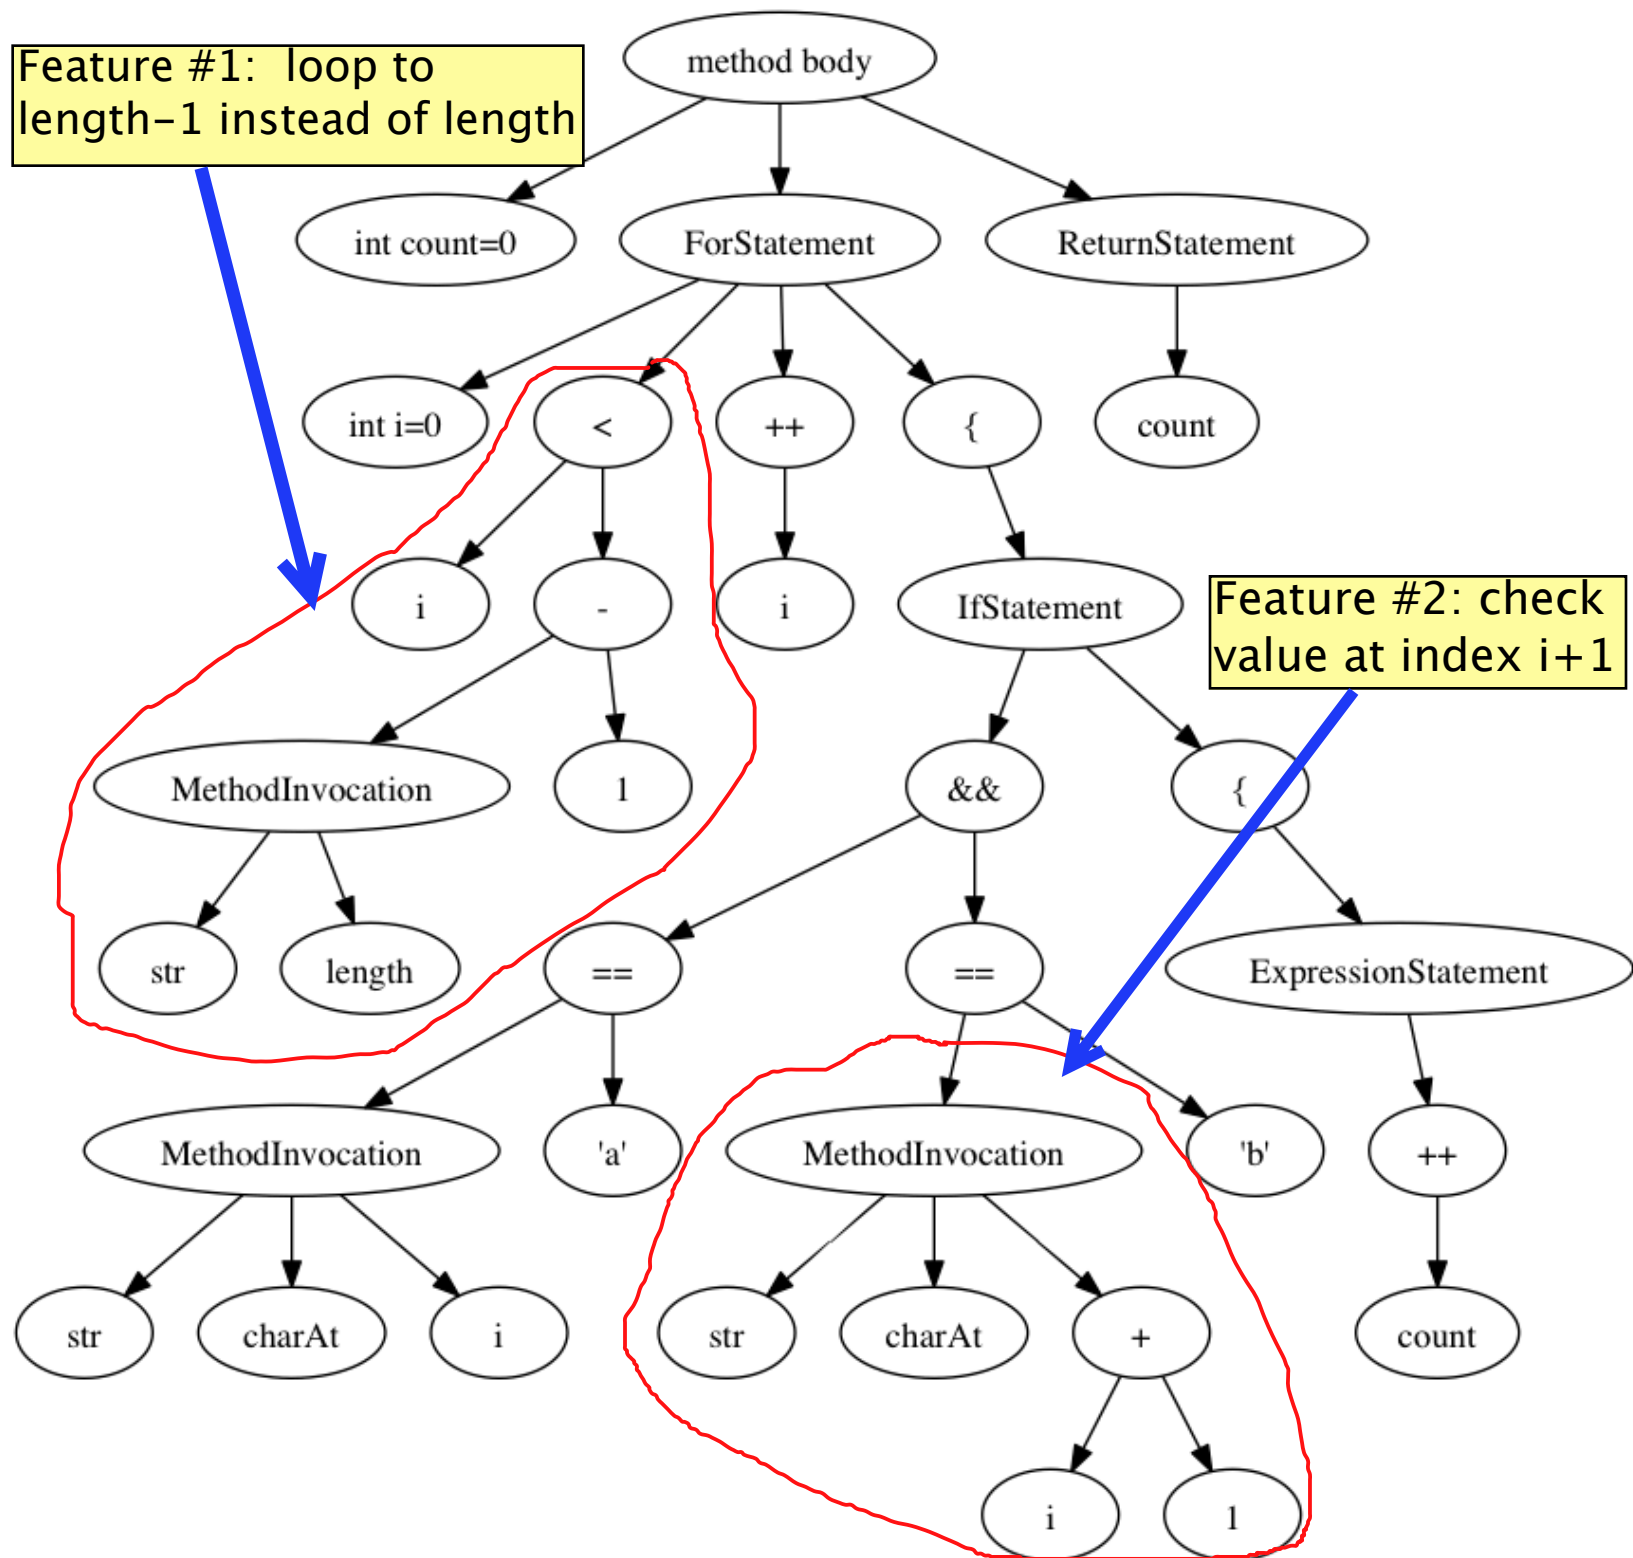 method body
Feature #1:  loop to
length-1 instead of length
int count=0
ForStatement
ReturnStatement
int i=0
<
++
{
count
i
-
i
IfStatement
Feature #2: check
value at index i+1
MethodInvocation
1
&&
{
str
length
==
==
ExpressionStatement
MethodInvocation
'a'
MethodInvocation
'b'
++
str
charAt
i
str
charAt
+
count
i
1